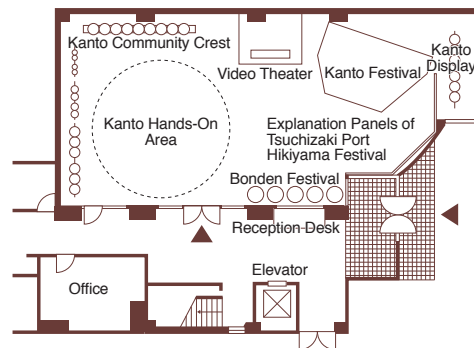 Kanto Community Crest
Kanto
Display
Video Theater
Kanto Festival
Kanto Hands-On
Area
Explanation Panels of
Tsuchizaki Port
Hikiyama Festival
Bonden Festival
Reception Desk
Elevator
Office